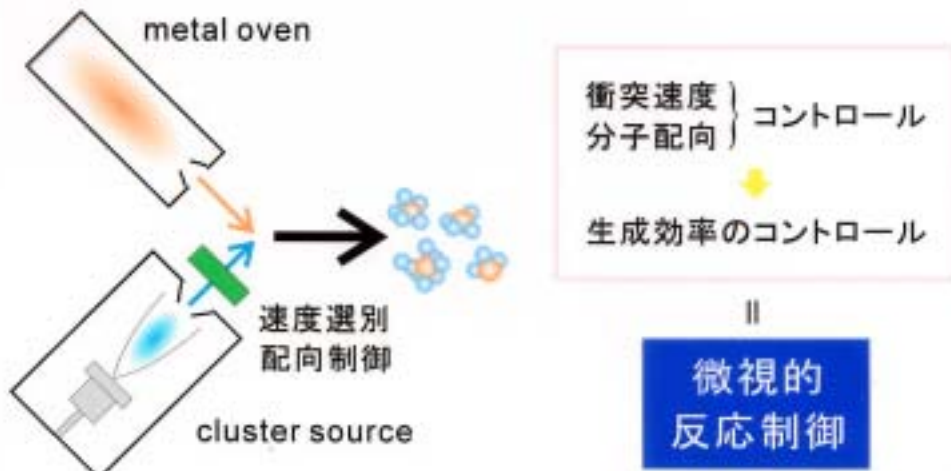 metal oven
速度選別
配向制御
cluster source
衝突速度
分子配向
コントロール
生成効率のコントロール
=
微視的
反応制御